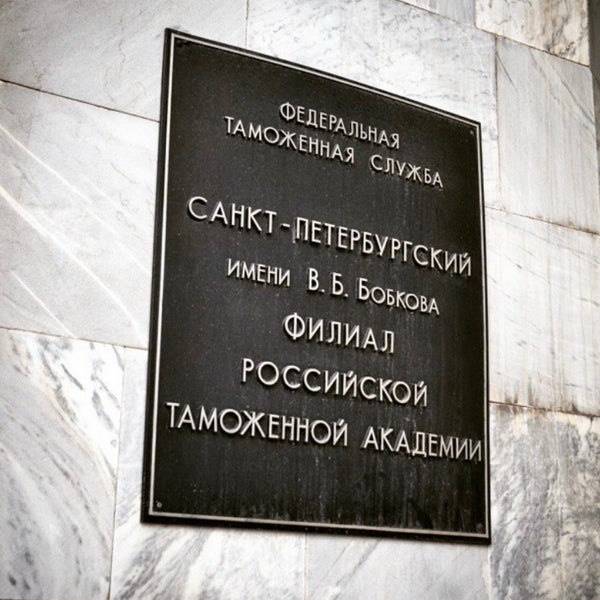 ФЕДЕРАЛЬНАЯ
ТАМОЖЕННАЯ СЛУЖБА
САНКТ-ПЕТЕРБУРГСКИЙ
ИМЕНИ В.Б. БОБКОВА
ФИЛИАЛ
РОССИЙСКОЙ
ТАМОЖЕННОЙ АКАДЕМИИ